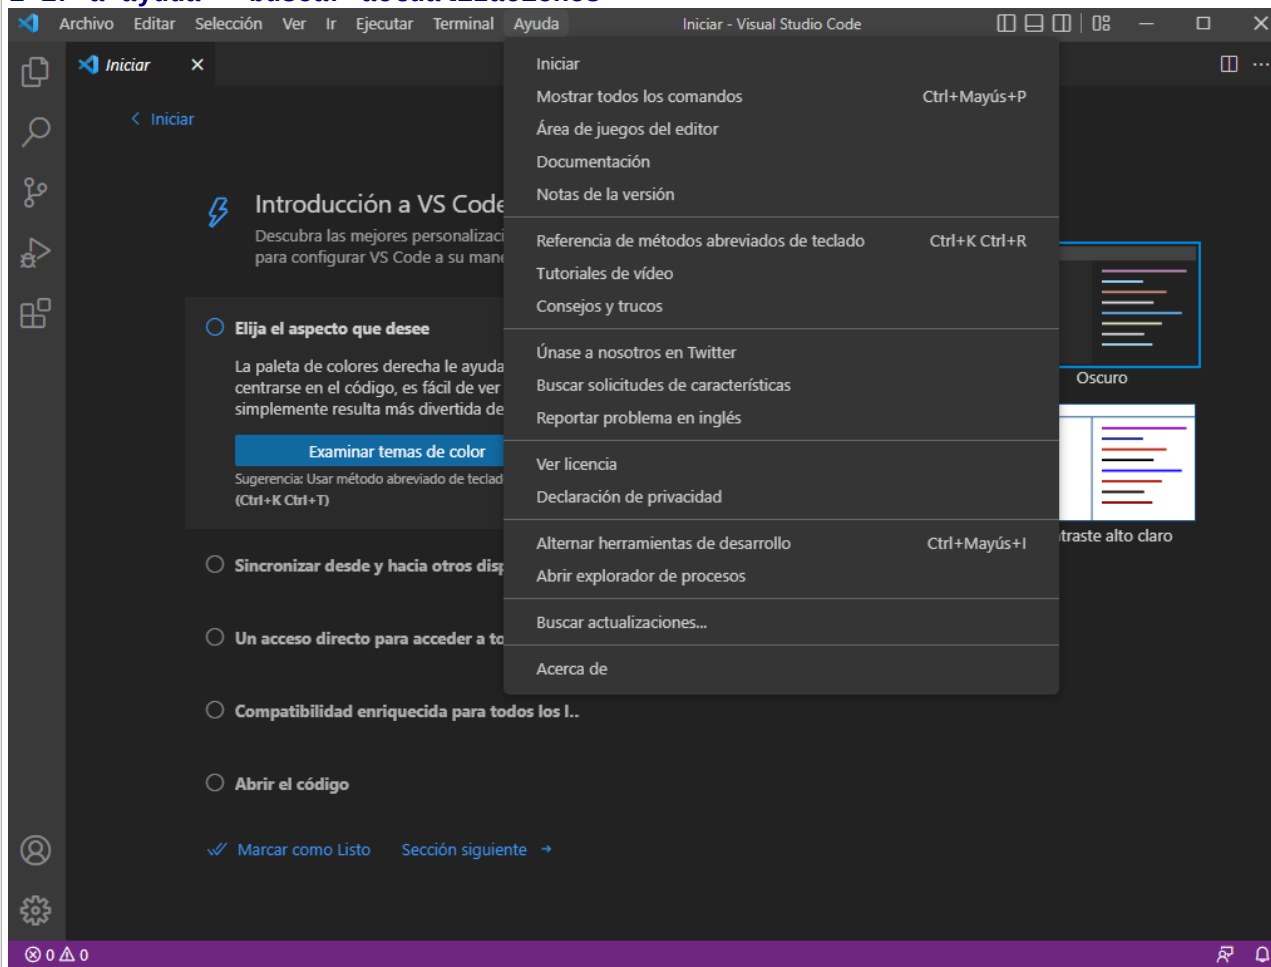 Archivo Editar Selección Ver Ir Ejecutar Terminal Ayuda Iniciar - Visual Studio Code
Iniciar
Iniciar
Introducción a VS Code
Descubra las mejores personalizaci
para configurar VS Code a su mane
Elija el aspecto que desee
La paleta de colores derecha le ayuda
centrarse en el código, es fácil de ver
simplemente resulta más divertida de
Examinar temas de color
Sugerencia: Usar método abreviado de teclad
(Ctrl+K Ctrl+T)
Sincronizar desde y hacia otros disp
Un acceso directo para acceder a to
Compatibilidad enriquecida para todos los l..
Abrir el código
Marcar como Listo Sección siguiente →
Iniciar
Mostrar todos los comandos Ctrl+Mayús+P
Área de juegos del editor
Documentación
Notas de la versión
Referencia de métodos abreviados de teclado Ctrl+K Ctrl+R
Tutoriales de vídeo
Consejos y trucos
Únase a nosotros en Twitter
Buscar solicitudes de características
Reportar problema en inglés
Ver licencia
Declaración de privacidad
Alternar herramientas de desarrollo Ctrl+Mayús+I
Abrir explorador de procesos
Buscar actualizaciones...
Acerca de
Oscuro
traste alto claro
0 0